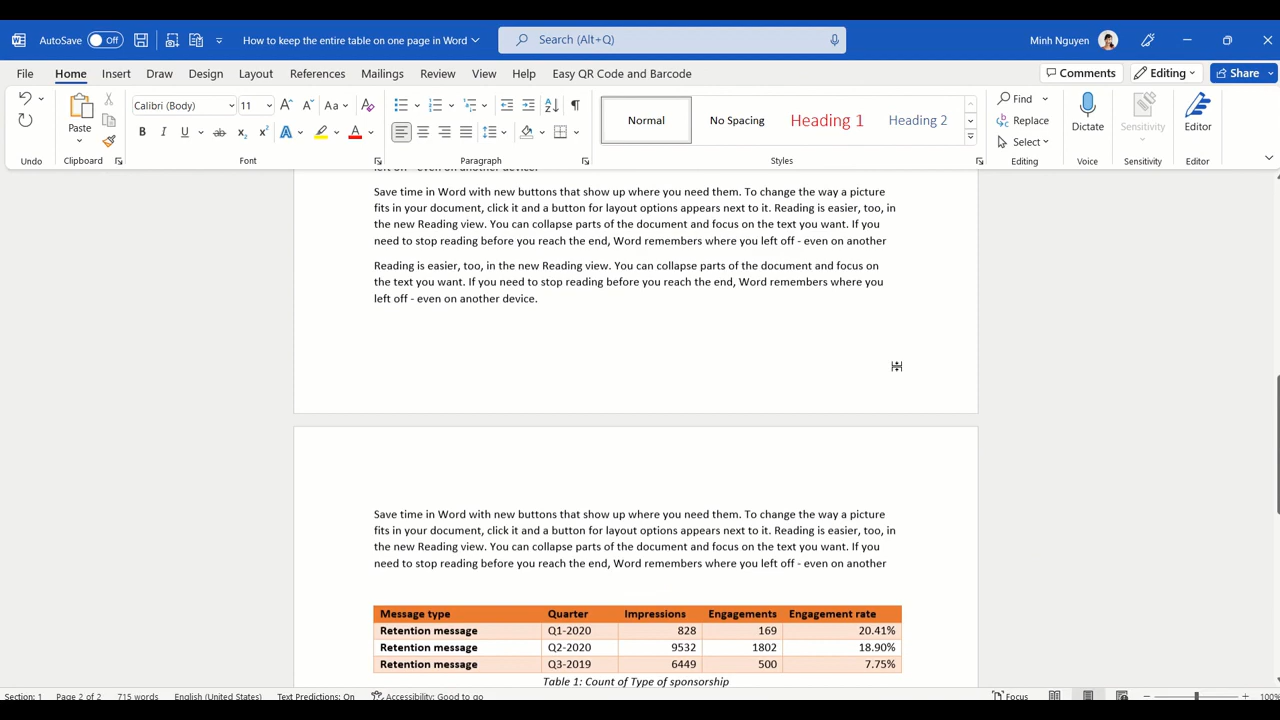 AutoSave Off How to keep the entire table on one page in Word Search (Alt+Q) Minh Nguyen
File Home Insert Draw Design Layout References Mailings Review View Help Easy QR Code and Barcode Comments Editing Share
Calibri (Body) 11 Aa Find
Paste Normal No Spacing Heading 1 Heading 2 Replace Dictate Sensitivity Editor
B I U ab x₂ x² A A Select
Undo Clipboard Font Paragraph Styles Editing Voice Sensitivity Editor
left off - even on another device.
Save time in Word with new buttons that show up where you need them. To change the way a picture
fits in your document, click it and a button for layout options appears next to it. Reading is easier, too, in
the new Reading view. You can collapse parts of the document and focus on the text you want. If you
need to stop reading before you reach the end, Word remembers where you left off - even on another
Reading is easier, too, in the new Reading view. You can collapse parts of the document and focus on
the text you want. If you need to stop reading before you reach the end, Word remembers where you
left off - even on another device.
Save time in Word with new buttons that show up where you need them. To change the way a picture
fits in your document, click it and a button for layout options appears next to it. Reading is easier, too, in
the new Reading view. You can collapse parts of the document and focus on the text you want. If you
need to stop reading before you reach the end, Word remembers where you left off - even on another
Message type Quarter Impressions Engagements Engagement rate
Retention message Q1-2020 828 169 20.41%
Retention message Q2-2020 9532 1802 18.90%
Retention message Q3-2019 6449 500 7.75%
Table 1: Count of Type of sponsorship
Section: 1 Page 2 of 2 715 words English (United States) Text Predictions: On Accessibility: Good to go Focus 100%